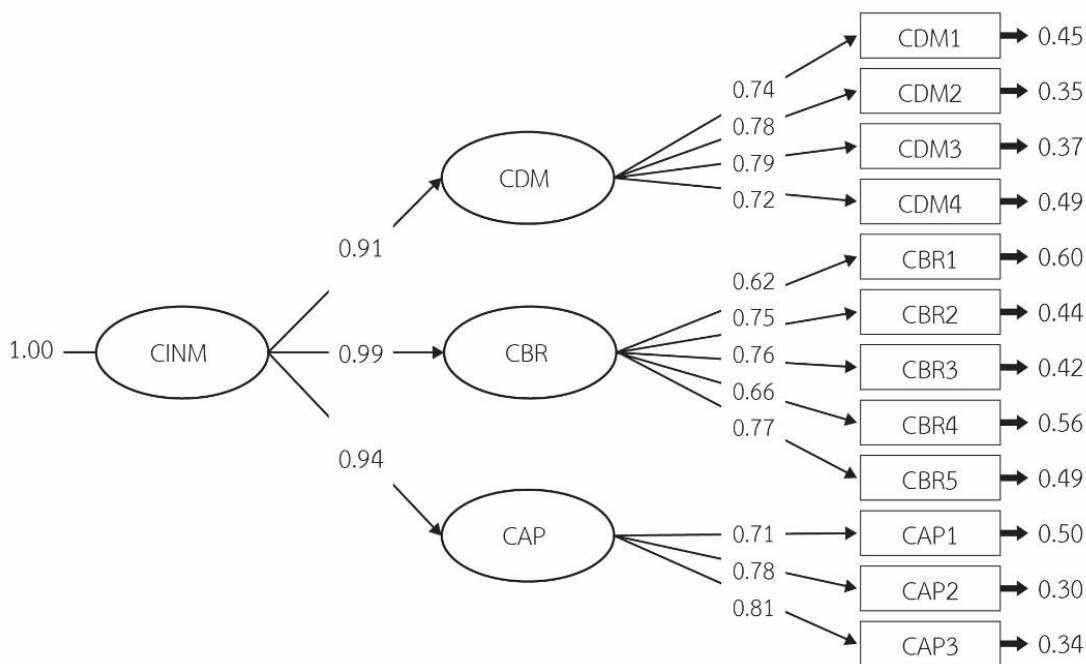 CDM1 0.45
0.74
CDM2 0.35
0.78
CDM CDM3 0.37
0.79
0.72 CDM4 0.49
0.91
CBR1 0.60
0.62
0.75 CBR2 0.44
1.00 CINM 0.99 CBR 0.76 CBR3 0.42
0.66
CBR4 0.56
0.77
0.94
CBR5 0.49
CAP 0.71 CAP1 0.50
0.78
CAP2 0.30
0.81
CAP3 0.34